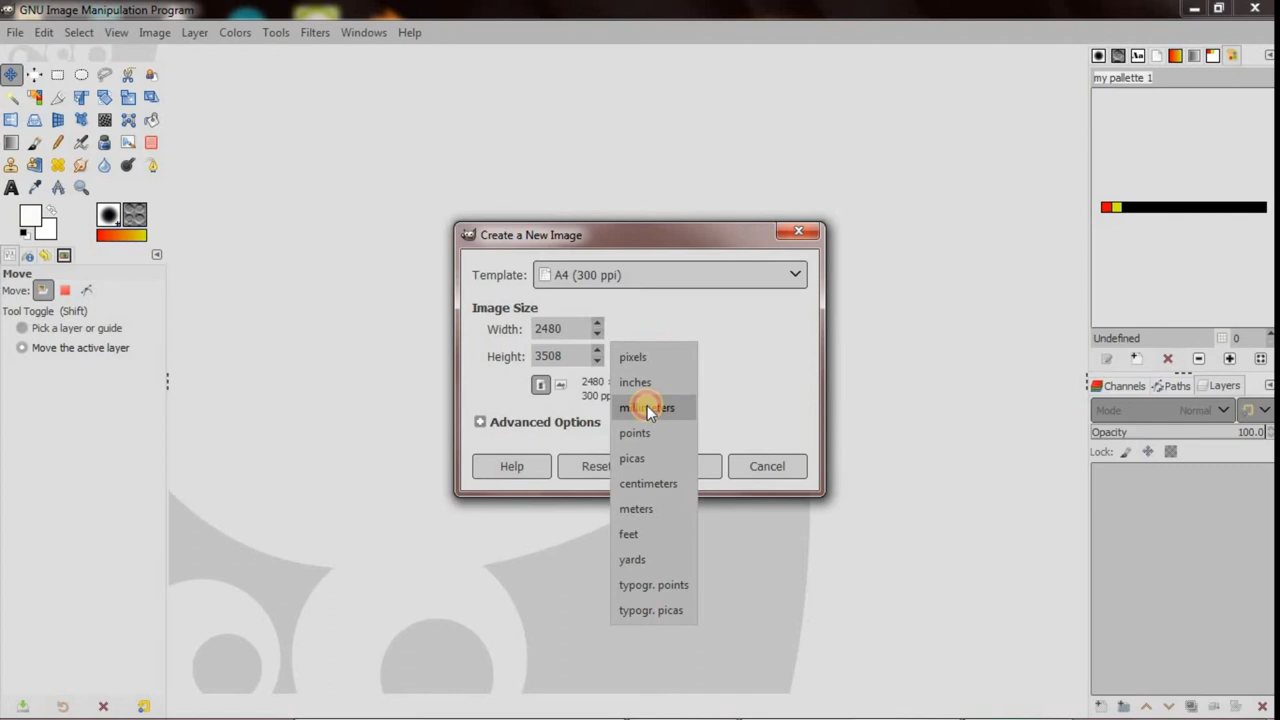 GNU Image Manipulation Program
File Edit Select View Image Layer Colors Tools Filters Windows Help
my pallette 1
Create a New Image
Template: A4 (300 ppi)
Image Size
Width: 2480
Height: 3508
2480
300 pp
Advanced Options
Help Reset Cancel
pixels
inches
millimeters
points
picas
centimeters
meters
feet
yards
typogr. points
typogr. picas
Move
Move:
Tool Toggle (Shift)
Pick a layer or guide
Move the active layer
Undefined 0
Channels Paths Layers
Mode Normal
Opacity 100.0
Lock: